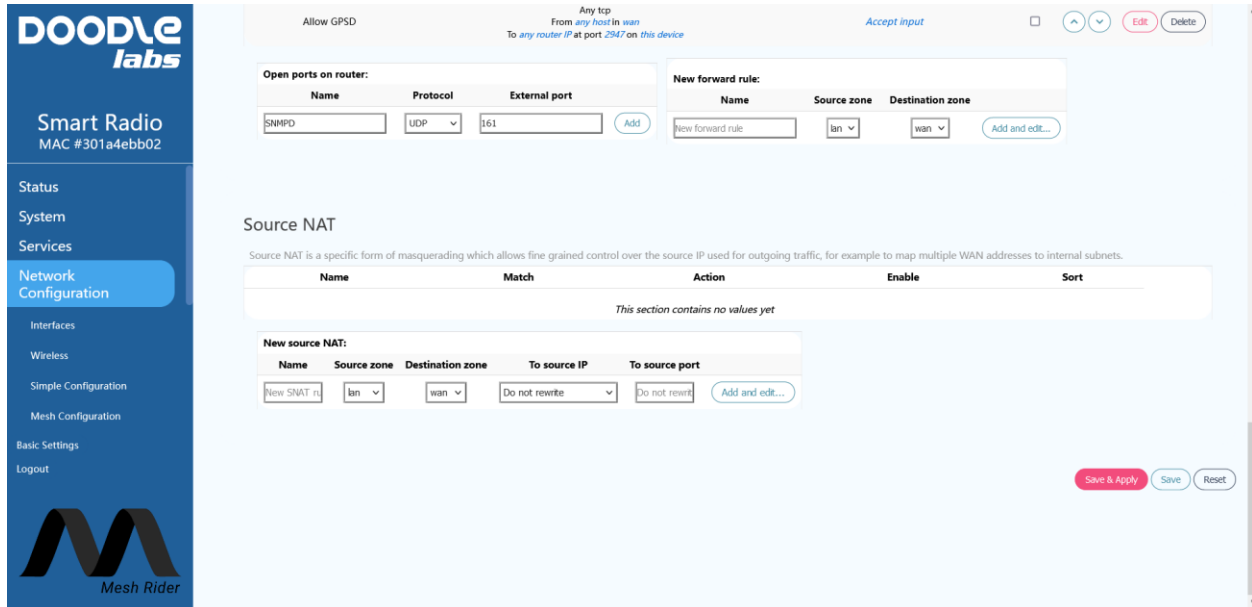 DOODLE
labs
Smart Radio
MAC #301a4ebb02
Status
System
Services
Network
Configuration
Interfaces
Wireless
Simple Configuration
Mesh Configuration
Basic Settings
Logout
Mesh Rider
Allow GPSD
Any tcp
From any host in wan
To any router IP at port 2947 on this device
Accept input
Edit Delete
Open ports on router:
Name Protocol External port
SNMPD UDP 161 Add
New forward rule:
Name Source zone Destination zone
New forward rule lan wan Add and edit...
Source NAT
Source NAT is a specific form of masquerading which allows fine grained control over the source IP used for outgoing traffic, for example to map multiple WAN addresses to internal subnets.
Name Match Action Enable Sort
This section contains no values yet
New source NAT:
Name Source zone Destination zone To source IP To source port
New SNAT ru lan wan Do not rewrite Do not rewrit Add and edit...
Save & Apply Save Reset